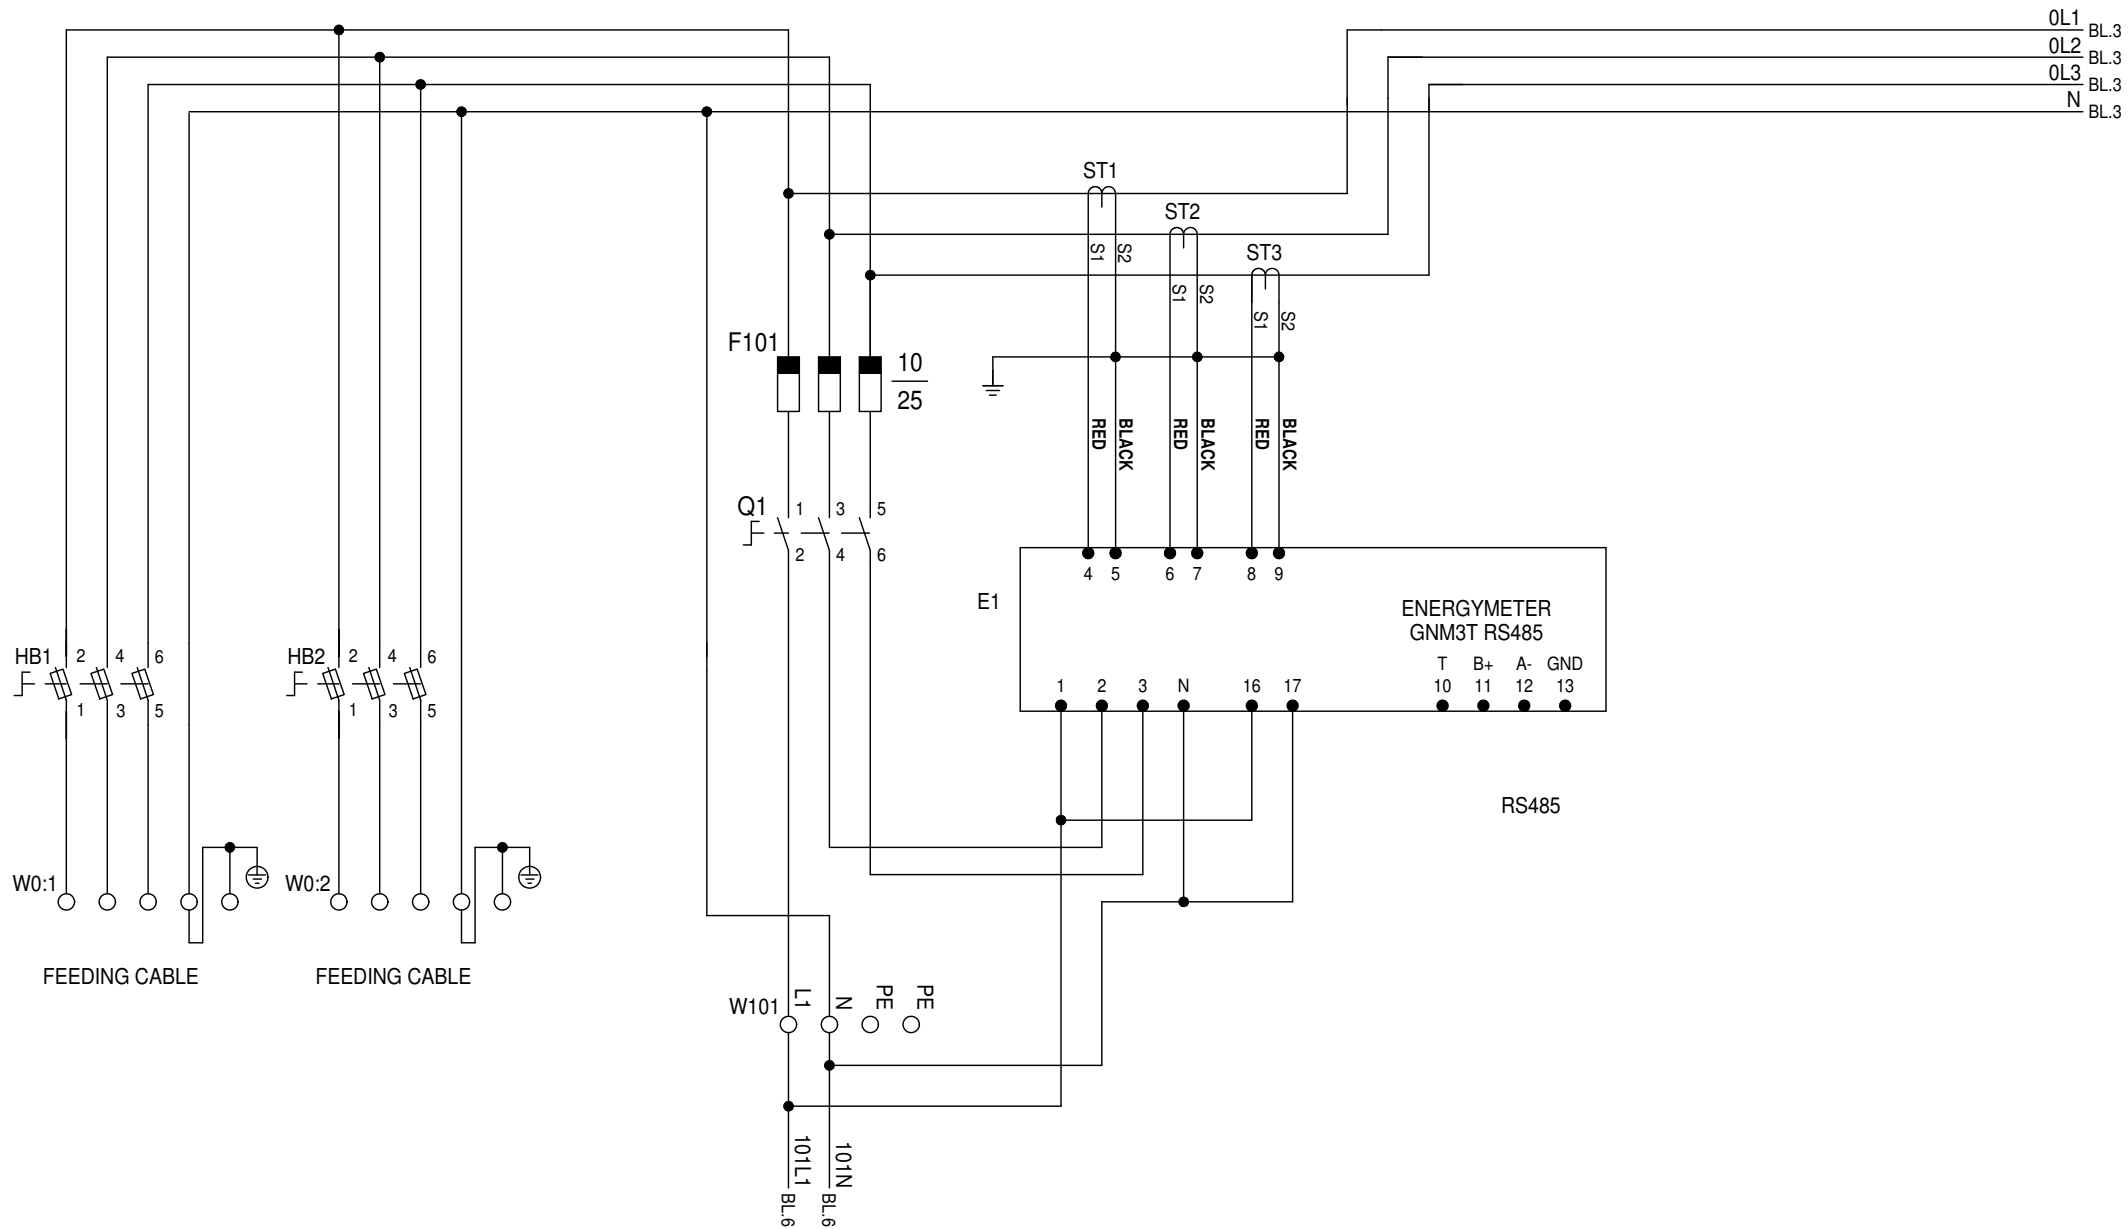 0L1 BL.3
0L2 BL.3
0L3 BL.3
N BL.3
ST1
ST2
ST3
S1 S2
S1 S2
S1 S2
F101
10
25
RED BLACK RED BLACK RED BLACK
Q1 1 3 5
2 4 6
4 5 6 7 8 9
E1
ENERGYMETER
GNM3T RS485
HB1 2 4 6
1 3 5
HB2 2 4 6
1 3 5
T B+ A- GND
1 2 3 N 16 17 10 11 12 13
RS485
W0:1
W0:2
FEEDING CABLE
FEEDING CABLE
W101 L1 N PE PE
101L1 101N
BL.6 BL.6